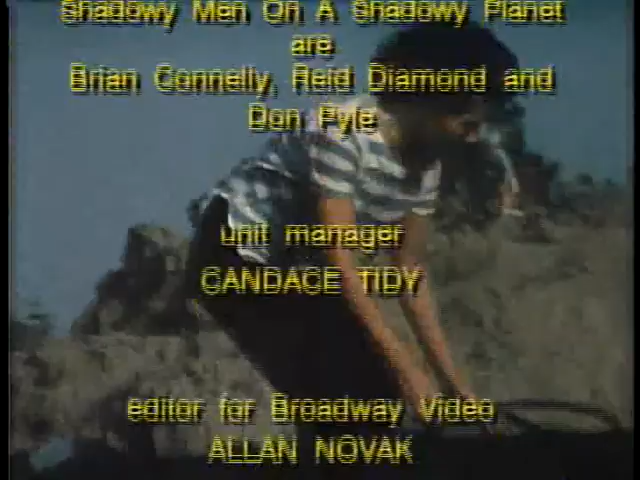 Shadowy Men On A Shadowy Planet
are
Brian Connelly, Reid Diamond and
Don Pyle
unit manager
CANDACE TIDY
editor for Broadway Video
ALLAN NOVAK